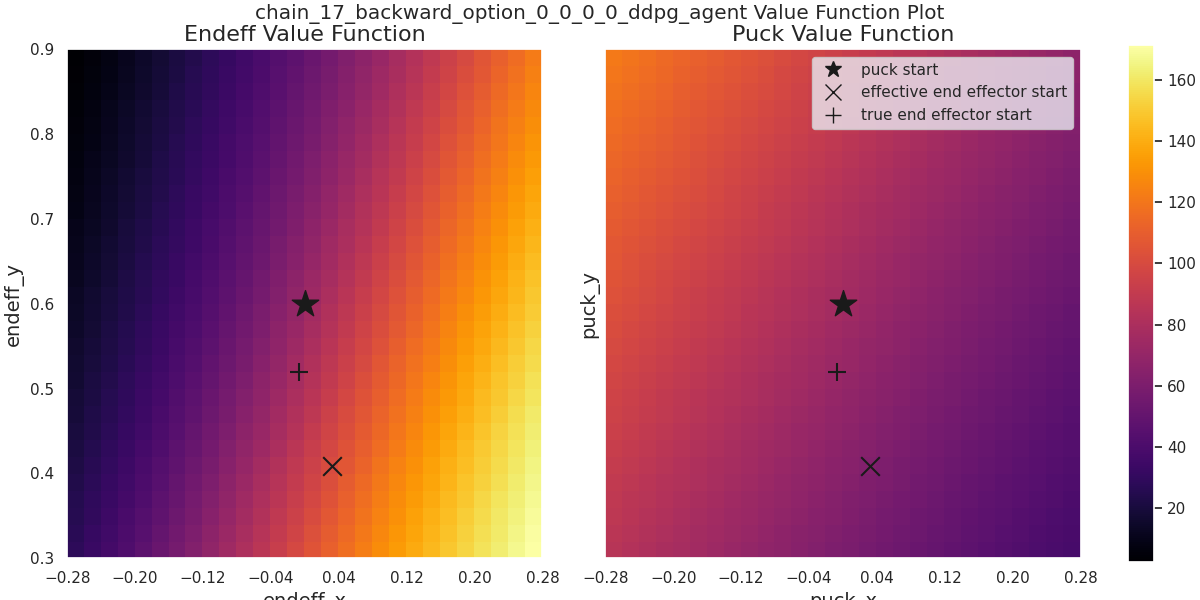 chain_17_backward_option_0_0_0_0_ddpg_agent Value Function Plot
Endeff Value Function
Puck Value Function
0.9
0.8
0.7
0.6
0.5
0.4
0.3
endeff_y
−0.28 −0.20 −0.12 −0.04 0.04 0.12 0.20 0.28
endeff_x
puck_y
puck start
effective end effector start
true end effector start
−0.28 −0.20 −0.12 −0.04 0.04 0.12 0.20 0.28
puck_x
160
140
120
100
80
60
40
20